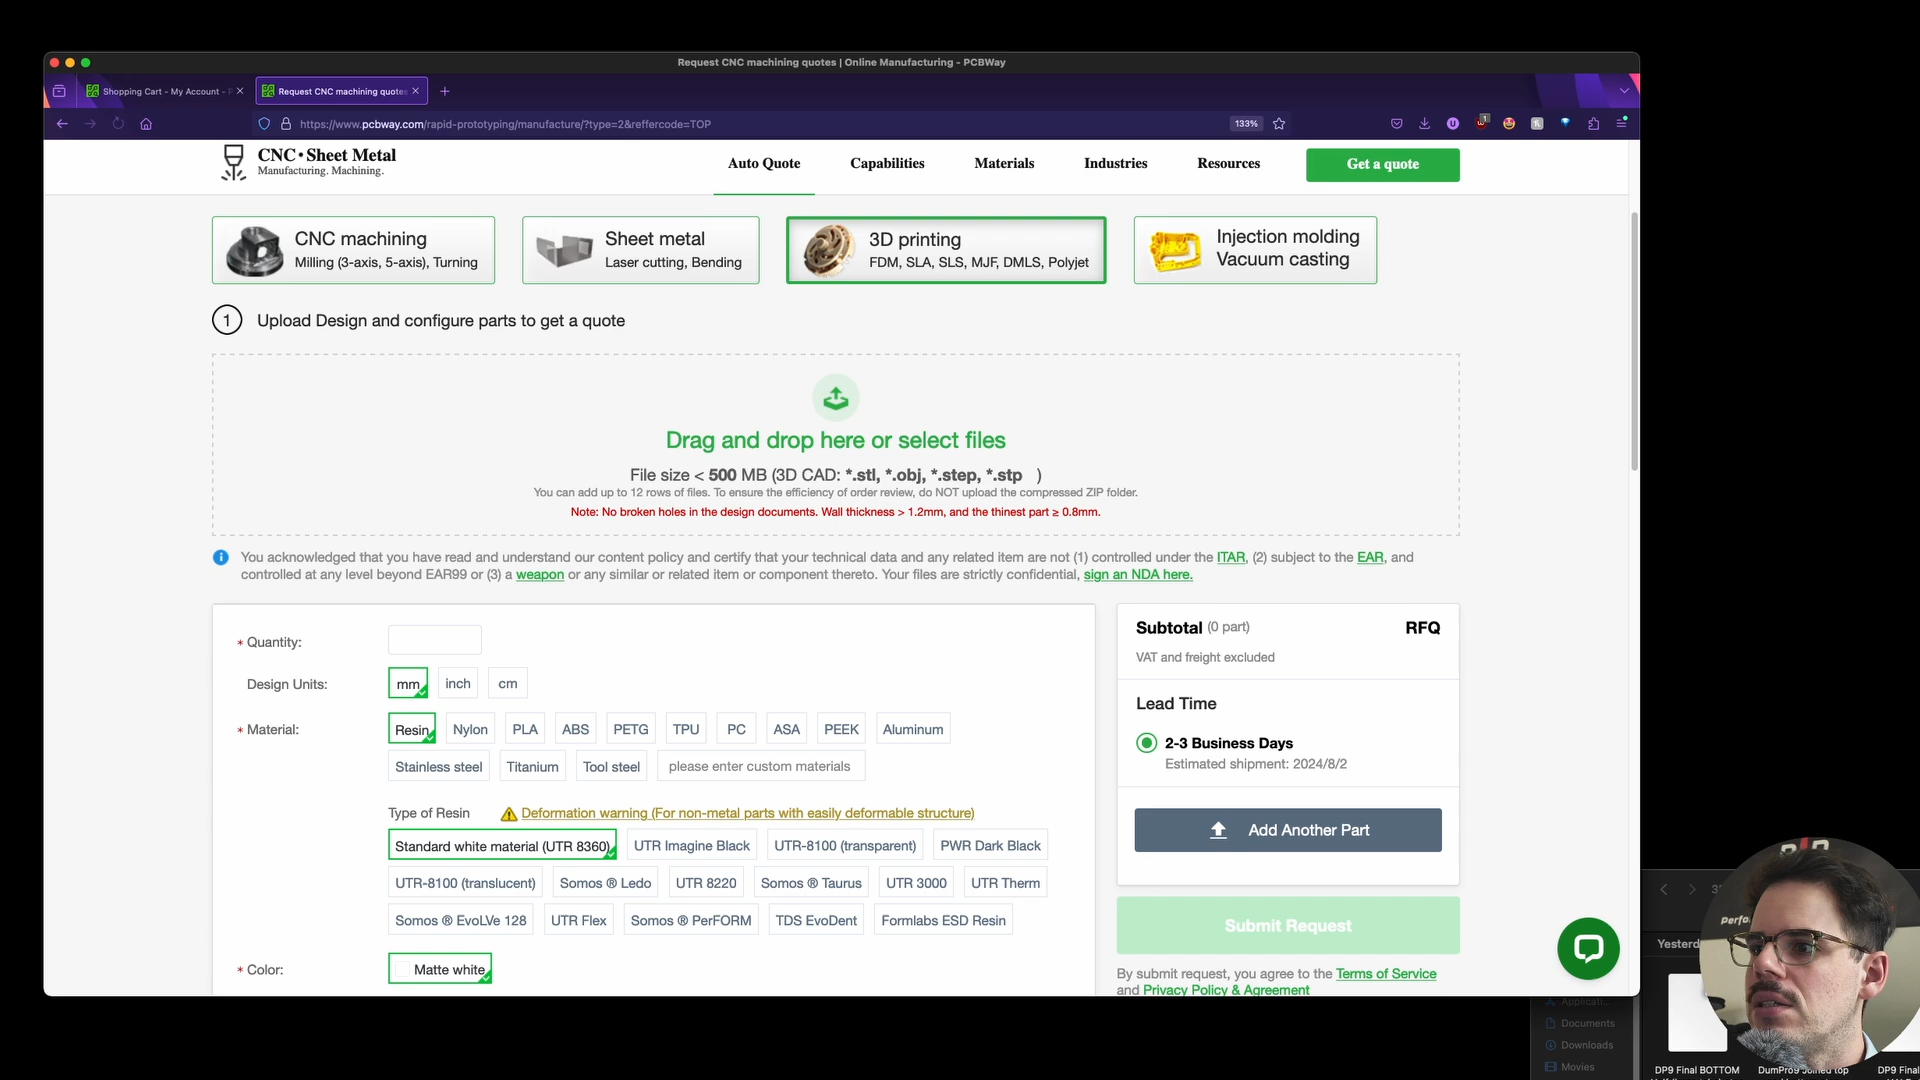 Request CNC machining quotes | Online Manufacturing - PCBWay
Shopping Cart - My Account -
Request CNC machining quotes
https://www.pcbway.com/rapid-prototyping/manufacture/?type=2&reffercode=TOP
133%
1
CNC•Sheet Metal
Manufacturing. Machining.
Auto Quote
Capabilities
Materials
Industries
Resources
Get a quote
CNC machining
Milling (3-axis, 5-axis), Turning
Sheet metal
Laser cutting, Bending
3D printing
FDM, SLA, SLS, MJF, DMLS, Polyjet
Injection molding
Vacuum casting
1 Upload Design and configure parts to get a quote
Drag and drop here or select files
File size < 500 MB (3D CAD: *.stl, *.obj, *.step, *.stp )
You can add up to 12 rows of files. To ensure the efficiency of order review, do NOT upload the compressed ZIP folder.
Note: No broken holes in the design documents. Wall thickness > 1.2mm, and the thinest part ≥ 0.8mm.
You acknowledged that you have read and understand our content policy and certify that your technical data and any related item are not (1) controlled under the ITAR, (2) subject to the EAR, and
controlled at any level beyond EAR99 or (3) a weapon or any similar or related item or component thereto. Your files are strictly confidential, sign an NDA here.
* Quantity:
Design Units: mm inch cm
* Material: Resin Nylon PLA ABS PETG TPU PC ASA PEEK Aluminum
Stainless steel Titanium Tool steel please enter custom materials
Type of Resin Deformation warning (For non-metal parts with easily deformable structure)
Standard white material (UTR 8360) UTR Imagine Black UTR-8100 (transparent) PWR Dark Black
UTR-8100 (translucent) Somos ® Ledo UTR 8220 Somos ® Taurus UTR 3000 UTR Therm
Somos ® EvoLVe 128 UTR Flex Somos ® PerFORM TDS EvoDent Formlabs ESD Resin
* Color: Matte white
Subtotal (0 part) RFQ
VAT and freight excluded
Lead Time
2-3 Business Days
Estimated shipment: 2024/8/2
Add Another Part
Submit Request
By submit request, you agree to the Terms of Service
and Privacy Policy & Agreement
Perfo
Yesterd
Applicati...
Documents
Downloads
Movies
DP9 Final BOTTOM
DumPro9 Joined top
DP9 Final